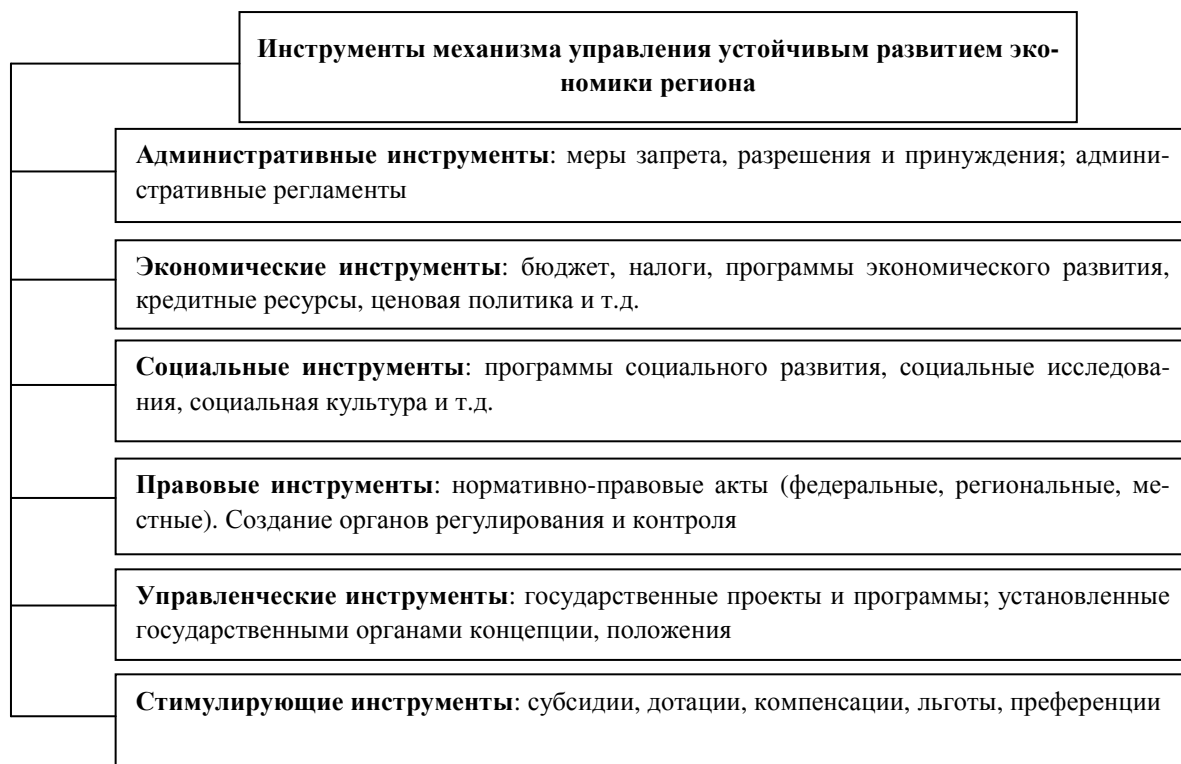 Инструменты механизма управления устойчивым развитием эко-
номики региона
Административные инструменты: меры запрета, разрешения и принуждения; админи-
стративные регламенты
Экономические инструменты: бюджет, налоги, программы экономического развития,
кредитные ресурсы, ценовая политика и т.д.
Социальные инструменты: программы социального развития, социальные исследова-
ния, социальная культура и т.д.
Правовые инструменты: нормативно-правовые акты (федеральные, региональные, ме-
стные). Создание органов регулирования и контроля
Управленческие инструменты: государственные проекты и программы; установленные
государственными органами концепции, положения
Стимулирующие инструменты: субсидии, дотации, компенсации, льготы, преференции